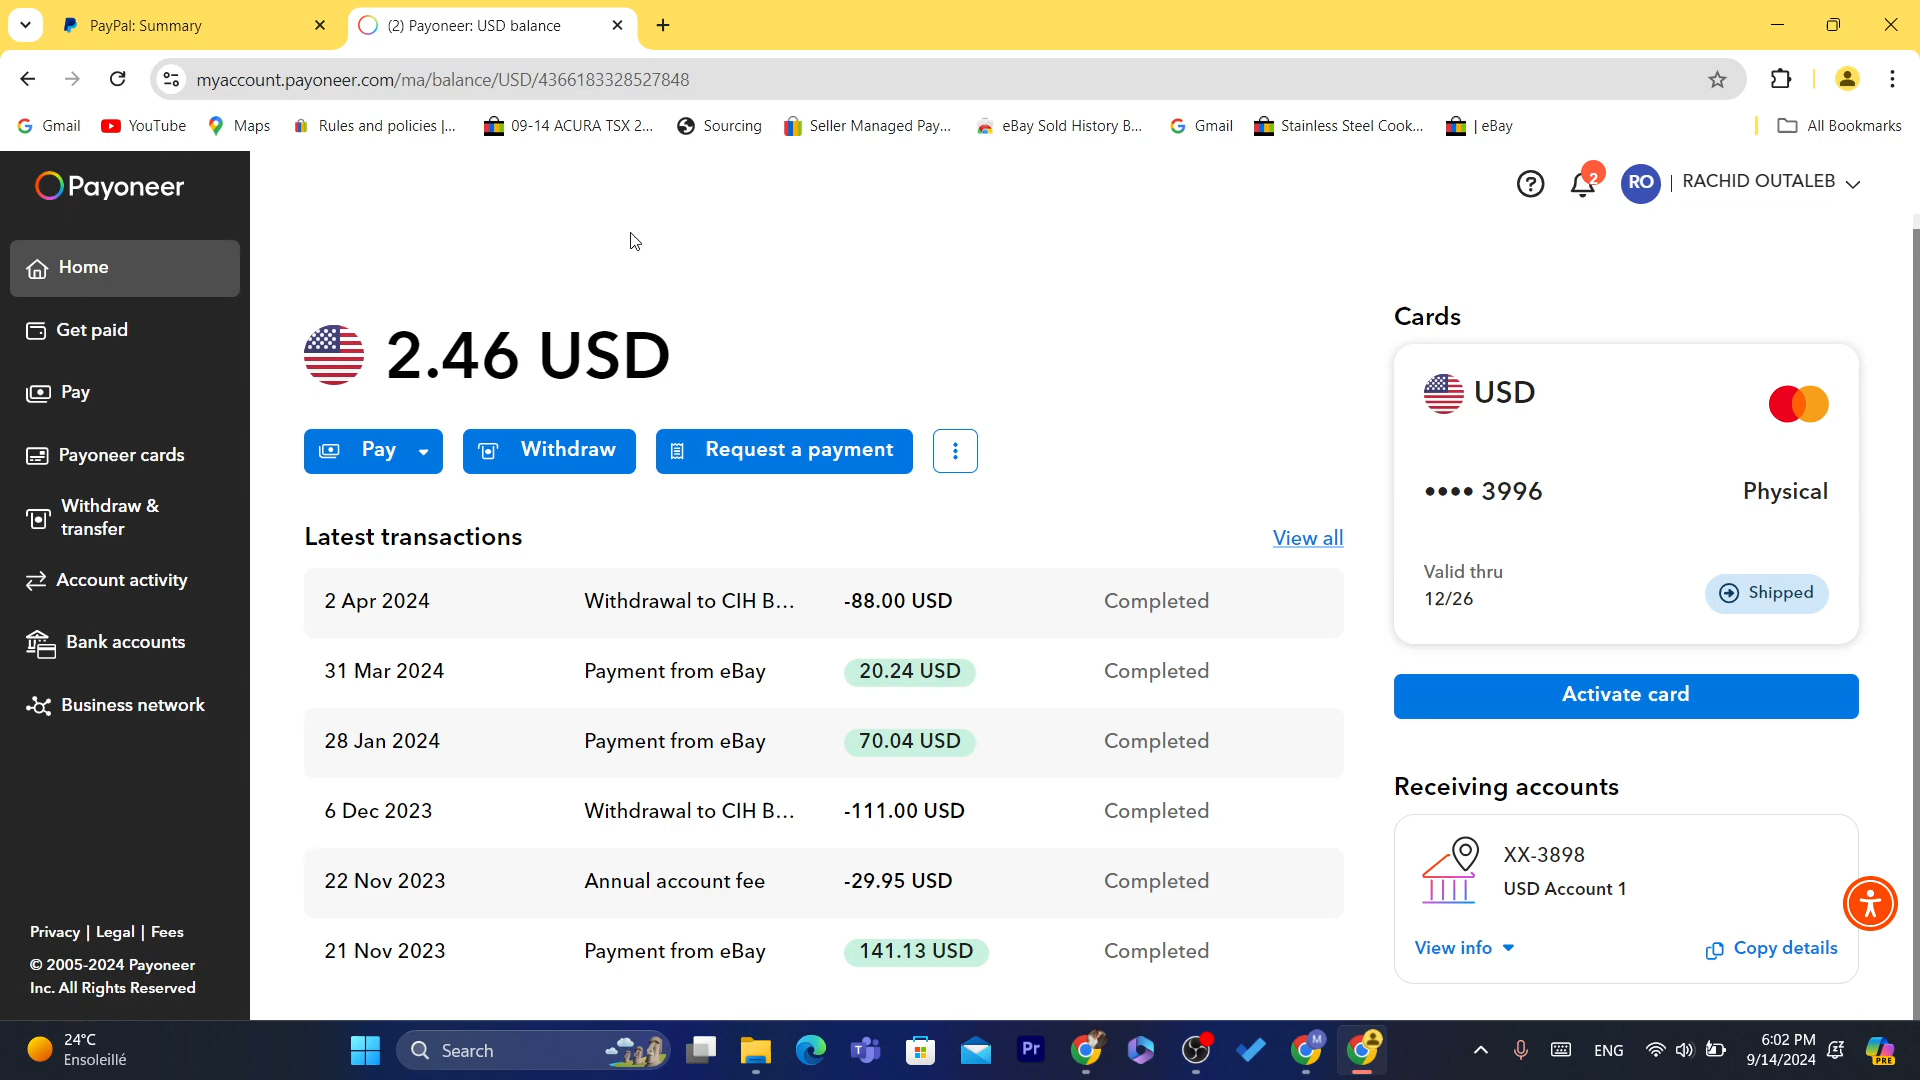 PayPal: Summary
(2) Payoneer: USD balance
myaccount.payoneer.com/ma/balance/USD/4366183328527848
Gmail
YouTube
Maps
Rules and policies |...
09-14 ACURA TSX 2...
Sourcing
Seller Managed Pay...
eBay Sold History B...
Gmail
Stainless Steel Cook...
| eBay
All Bookmarks
Payoneer
2
RO
RACHID OUTALEB
Home
Get paid
Pay
Payoneer cards
Withdraw &
transfer
Account activity
Bank accounts
Business network
Privacy | Legal | Fees
© 2005-2024 Payoneer
Inc. All Rights Reserved
2.46 USD
Pay
Withdraw
Request a payment
Latest transactions
View all
2 Apr 2024 Withdrawal to CIH B... -88.00 USD Completed
31 Mar 2024 Payment from eBay 20.24 USD Completed
28 Jan 2024 Payment from eBay 70.04 USD Completed
6 Dec 2023 Withdrawal to CIH B... -111.00 USD Completed
22 Nov 2023 Annual account fee -29.95 USD Completed
21 Nov 2023 Payment from eBay 141.13 USD Completed
Cards
USD
•••• 3996
Physical
Valid thru
12/26
Shipped
Activate card
Receiving accounts
XX-3898
USD Account 1
View info
Copy details
24°C
Ensoleillé
Search
Pr
M
ENG
6:02 PM
9/14/2024
PRE